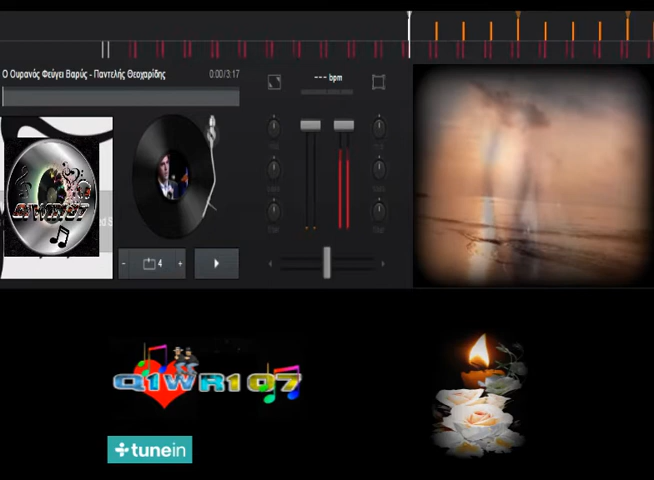 Ο Ουρανός Φεύγει Βαρύς - Παντελής Θεοχαρίδης
0:00/3:17
--- bpm
- 4 +
Q1WR107
Q1WR107
+tunein